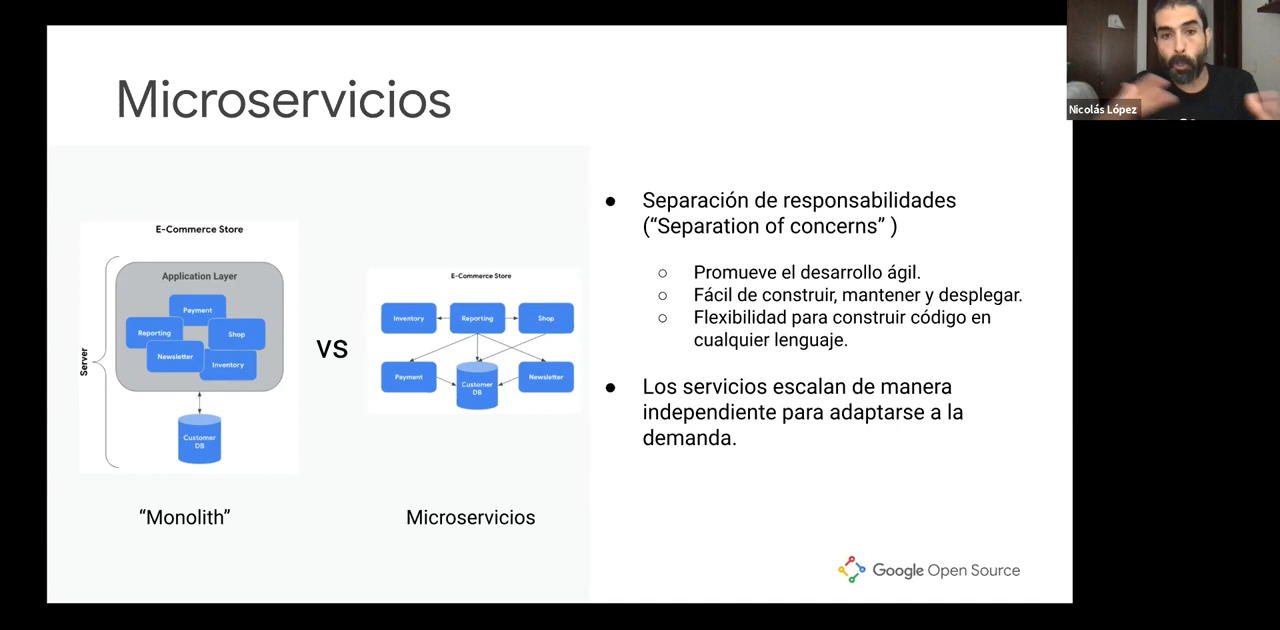 Nicolás López
Microservicios
E-Commerce Store
Application Layer
Payment
Reporting
Shop
Newsletter
Inventory
Server
Customer
DB
“Monolith”
VS
E-Commerce Store
Inventory
Reporting
Shop
Payment
Customer
DB
Newsletter
Microservicios
● Separación de responsabilidades
(“Separation of concerns” )
○ Promueve el desarrollo ágil.
○ Fácil de construir, mantener y desplegar.
○ Flexibilidad para construir código en
cualquier lenguaje.
● Los servicios escalan de manera
independiente para adaptarse a la
demanda.
Google Open Source